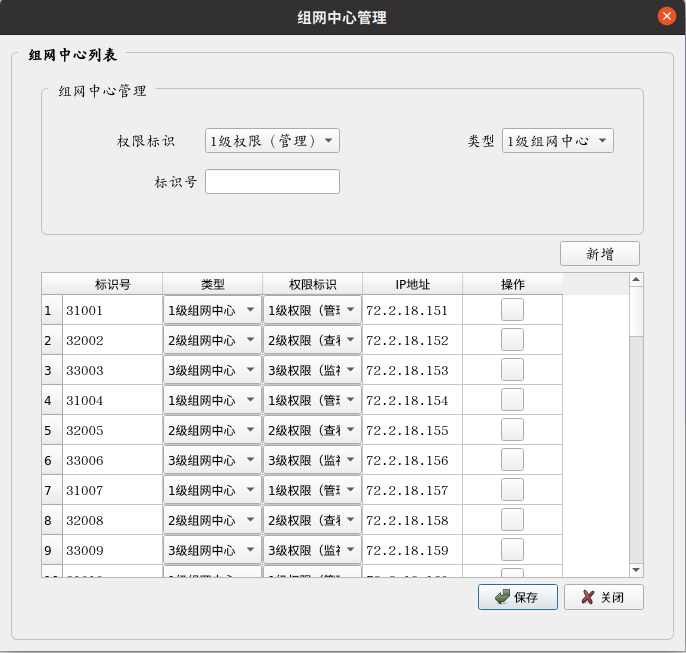 组网中心管理
组网中心列表
组网中心管理
权限标识 1级权限（管理） 类型 1级组网中心
标识号
新增
标识号 类型 权限标识 IP地址 操作
1 31001 1级组网中心 1级权限（管 72.2.18.151
2 32002 2级组网中心 2级权限（查 72.2.18.152
3 33003 3级组网中心 3级权限（监 72.2.18.153
4 31004 1级组网中心 1级权限（管 72.2.18.154
5 32005 2级组网中心 2级权限（查 72.2.18.155
6 33006 3级组网中心 3级权限（监 72.2.18.156
7 31007 1级组网中心 1级权限（管 72.2.18.157
8 32008 2级组网中心 2级权限（查 72.2.18.158
9 33009 3级组网中心 3级权限（监 72.2.18.159
保存 关闭